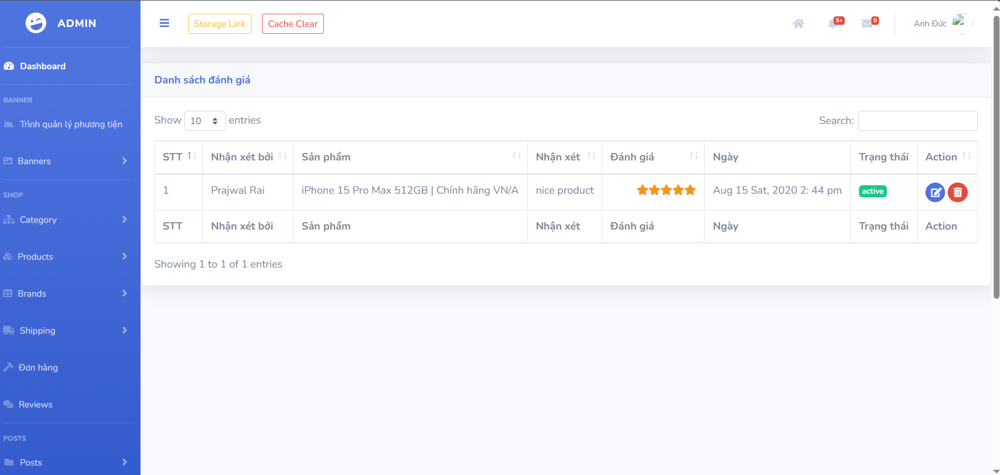 ADMIN
Storage Link
Cache Clear
5+
0
Anh Đức
Dashboard
BANNER
Trình quản lý phương tiện
Banners
SHOP
Category
Products
Brands
Shipping
Đơn hàng
Reviews
POSTS
Posts
Danh sách đánh giá
Show 10 entries
Search:
STT Nhận xét bởi Sản phẩm Nhận xét Đánh giá Ngày Trạng thái Action
1 Prajwal Rai iPhone 15 Pro Max 512GB | Chính hãng VN/A nice product Aug 15 Sat, 2020 2: 44 pm active
STT Nhận xét bởi Sản phẩm Nhận xét Đánh giá Ngày Trạng thái Action
Showing 1 to 1 of 1 entries